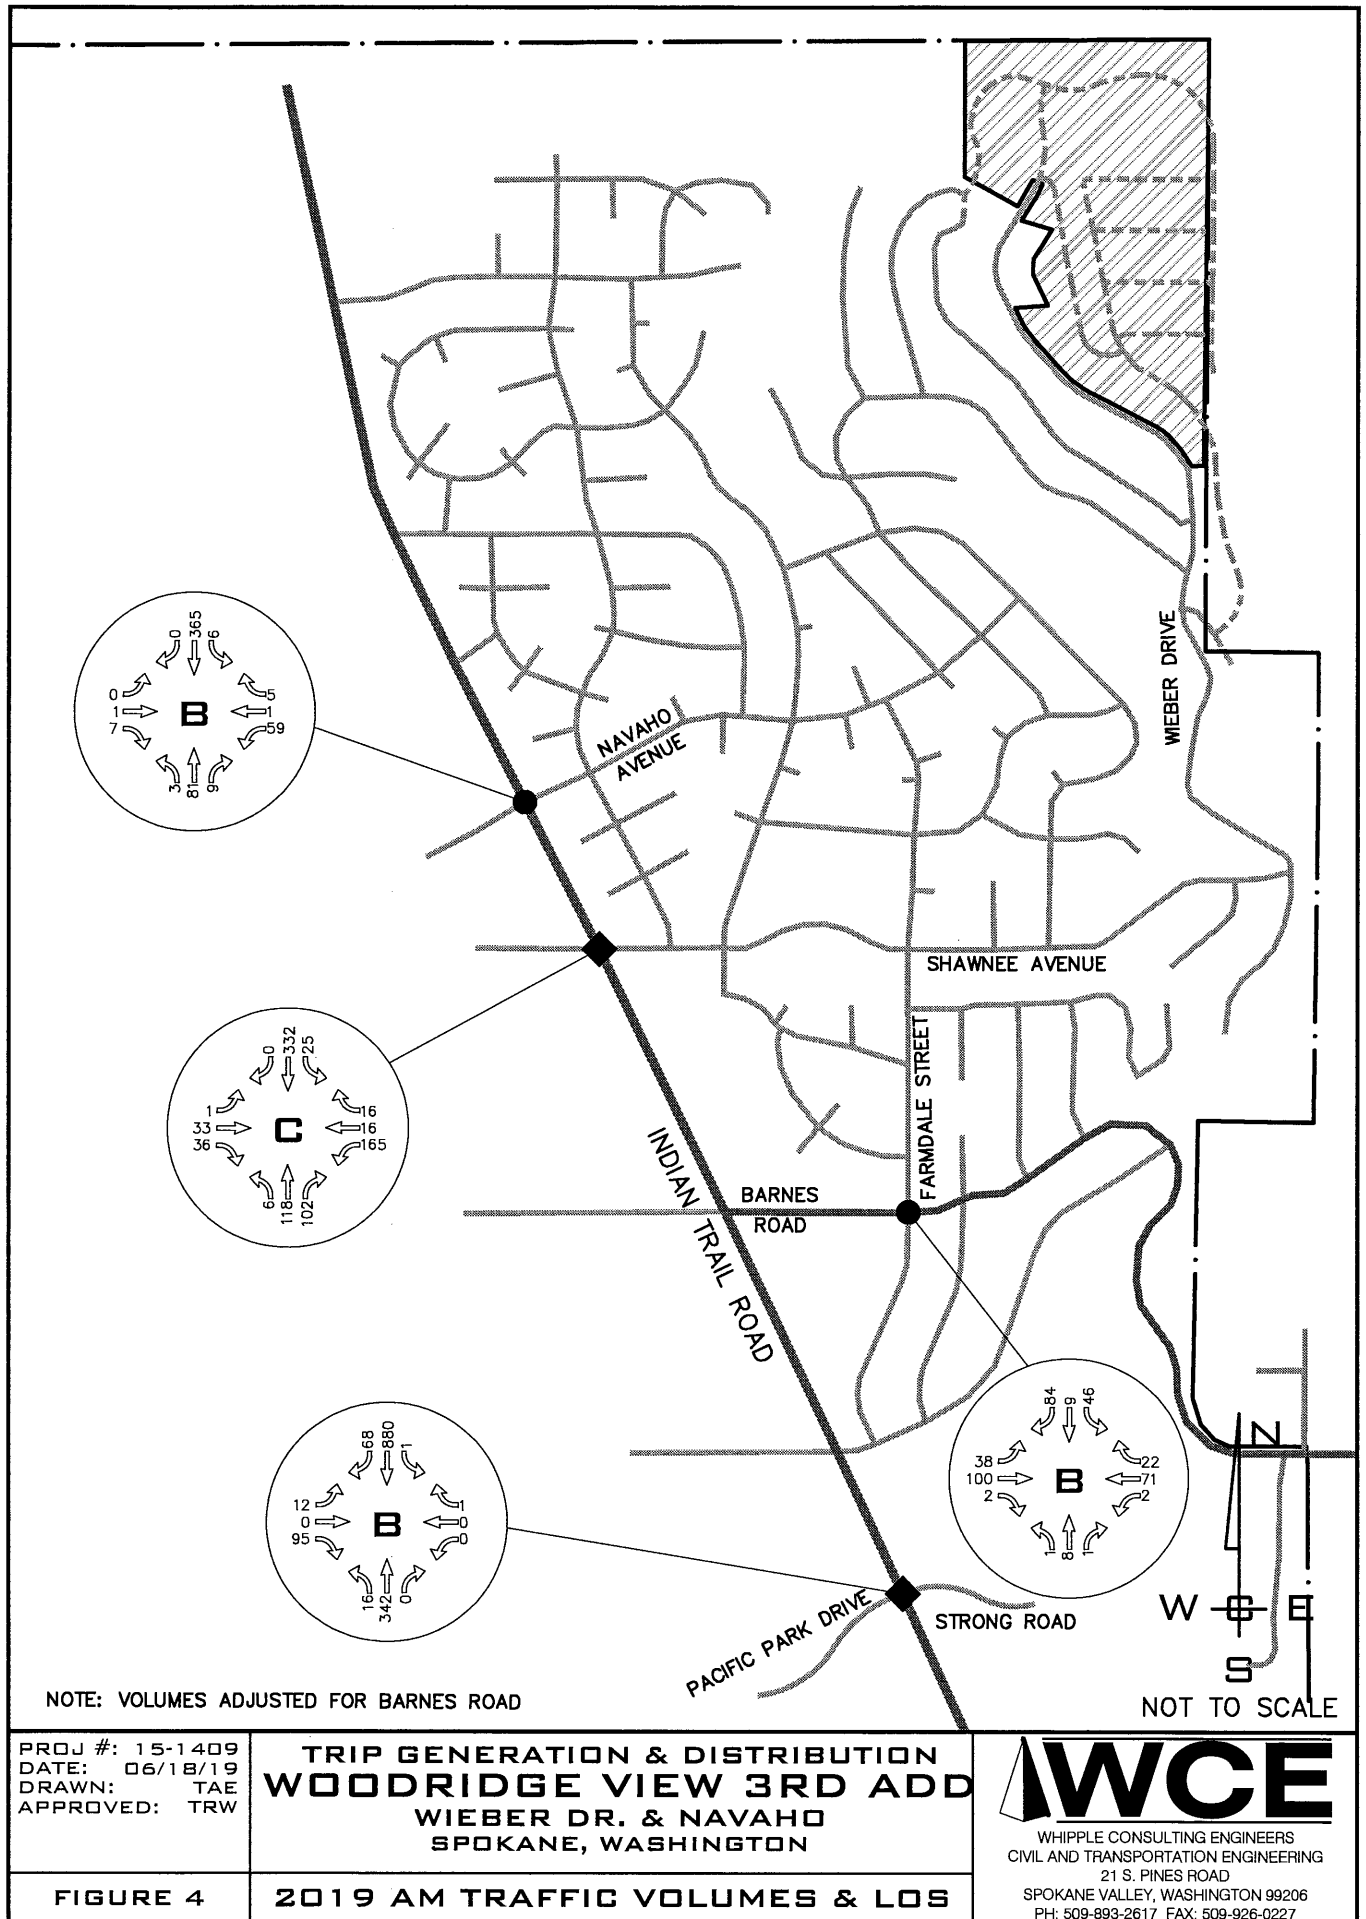 0
365
6
0
1
7
B
5
1
59
3
81
9
NAVAHO
AVENUE
WIEBER DRIVE
SHAWNEE AVENUE
0
332
25
1
33
36
C
16
16
165
6
118
102
FARMDALE STREET
INDIAN TRAIL ROAD
BARNES
ROAD
84
9
46
38
100
2
B
22
71
2
1
8
1
68
880
1
12
0
95
B
1
0
0
16
342
0
N
W E
S
PACIFIC PARK DRIVE
STRONG ROAD
NOTE: VOLUMES ADJUSTED FOR BARNES ROAD
NOT TO SCALE
PROJ #: 15-1409
DATE: 06/18/19
DRAWN: TAE
APPROVED: TRW
TRIP GENERATION & DISTRIBUTION
WOODRIDGE VIEW 3RD ADD
WIEBER DR. & NAVAHO
SPOKANE, WASHINGTON
FIGURE 4
2019 AM TRAFFIC VOLUMES & LOS
WCE
WHIPPLE CONSULTING ENGINEERS
CIVIL AND TRANSPORTATION ENGINEERING
21 S. PINES ROAD
SPOKANE VALLEY, WASHINGTON 99206
PH: 509-893-2617 FAX: 509-926-0227